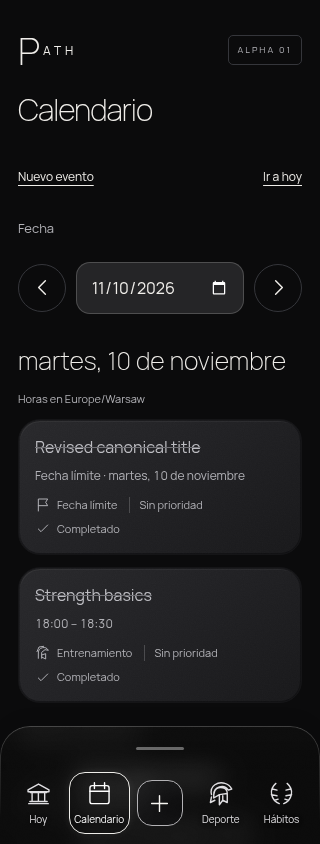 PATH
ALPHA 01
Calendario
Nuevo evento
Ir a hoy
Fecha
11/10/2026
martes, 10 de noviembre
Horas en Europe/Warsaw
Revised canonical title
Fecha límite · martes, 10 de noviembre
Fecha límite
Sin prioridad
Completado
Strength basics
18:00 – 18:30
Entrenamiento
Sin prioridad
Completado
Hoy
Calendario
Deporte
Hábitos